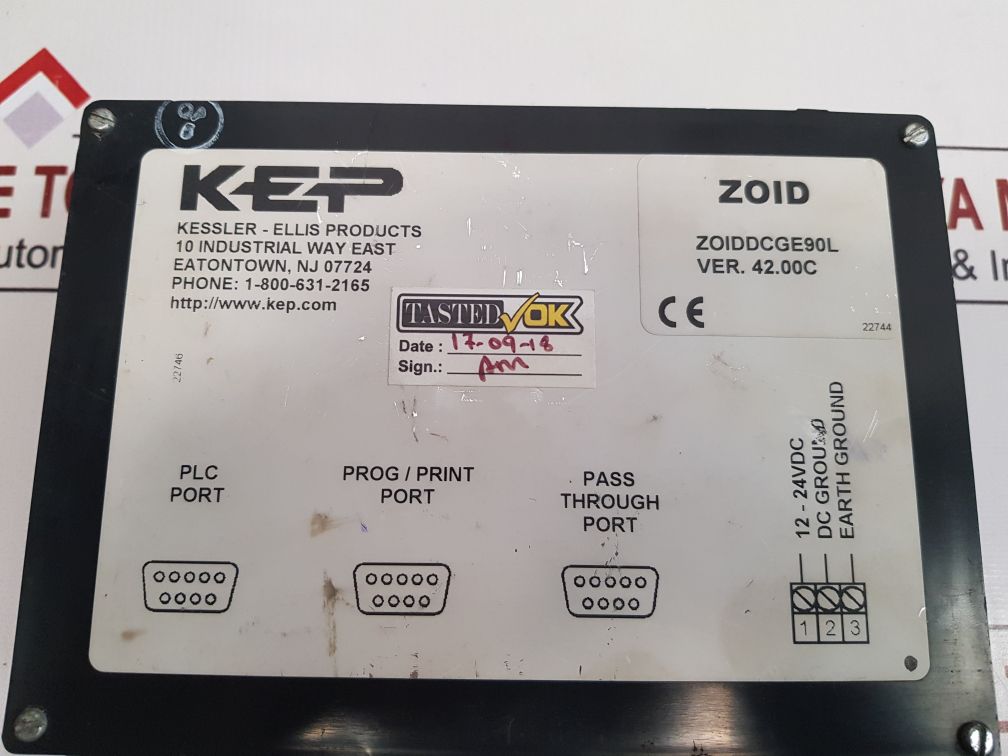 KEP
KESSLER - ELLIS PRODUCTS
10 INDUSTRIAL WAY EAST
EATONTOWN, NJ 07724
PHONE: 1-800-631-2165
http://www.kep.com
ZOID
ZOIDDCGE90L
VER. 42.00C
CE
22744
22746
TASTED OK
Date : 17-09-18
Sign.:
PLC
PORT
PROG / PRINT
PORT
PASS
THROUGH
PORT
12 - 24VDC
DC GROUND
EARTH GROUND
1 2 3
& In